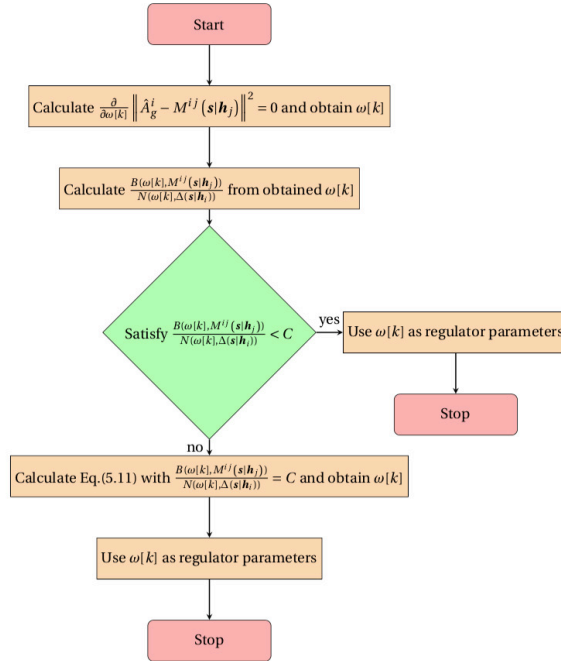 Start
Calculate ∂/∂ω[k] ‖Â_g^i − M^{ij}(s|h_j)‖² = 0 and obtain ω[k]
Calculate B(ω[k],M^{ij}(s|h_j))/N(ω[k],Δ(s|h_i)) from obtained ω[k]
Satisfy B(ω[k],M^{ij}(s|h_j))/N(ω[k],Δ(s|h_i)) < C
yes
Use ω[k] as regulator parameters
Stop
no
Calculate Eq.(5.11) with B(ω[k],M^{ij}(s|h_j))/N(ω[k],Δ(s|h_i)) = C and obtain ω[k]
Use ω[k] as regulator parameters
Stop